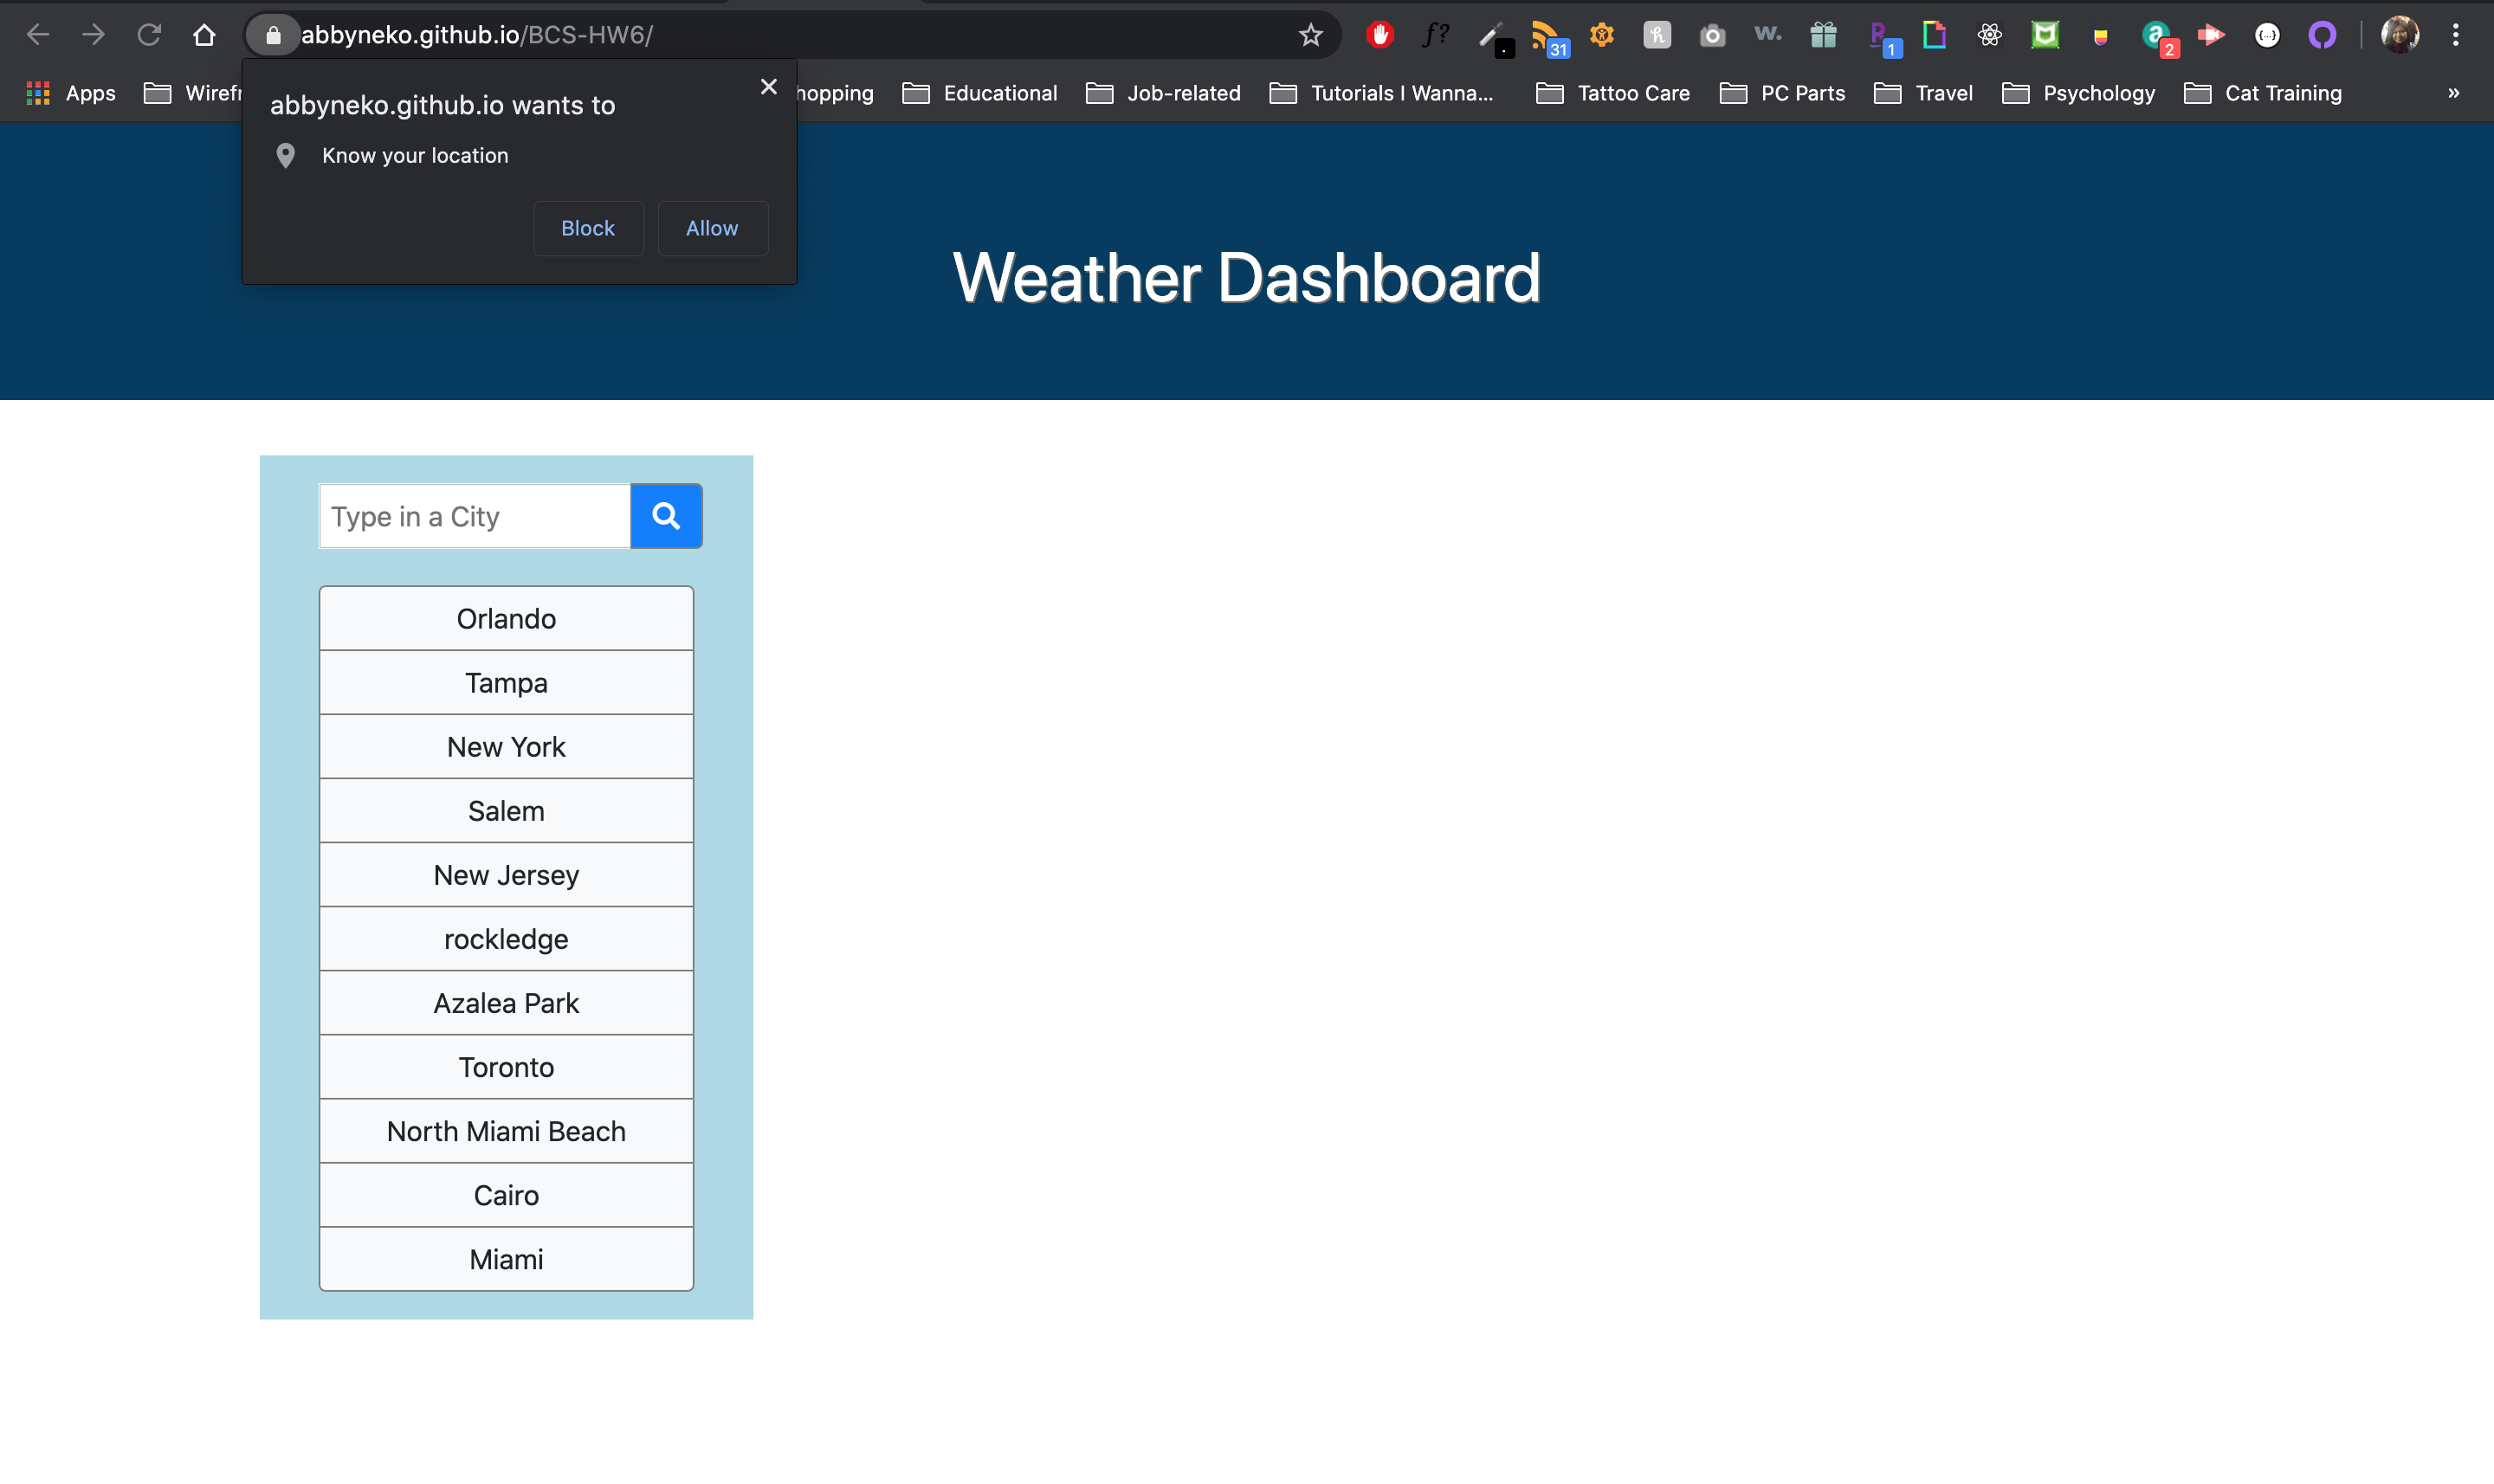 abbyneko.github.io/BCS-HW6/
f?
.
31
h
w.
1
a
2
{...}
Apps
Wirefr
hopping
Educational
Job-related
Tutorials I Wanna...
Tattoo Care
PC Parts
Travel
Psychology
Cat Training
»
abbyneko.github.io wants to
Know your location
Block
Allow
Weather Dashboard
Type in a City
Orlando
Tampa
New York
Salem
New Jersey
rockledge
Azalea Park
Toronto
North Miami Beach
Cairo
Miami